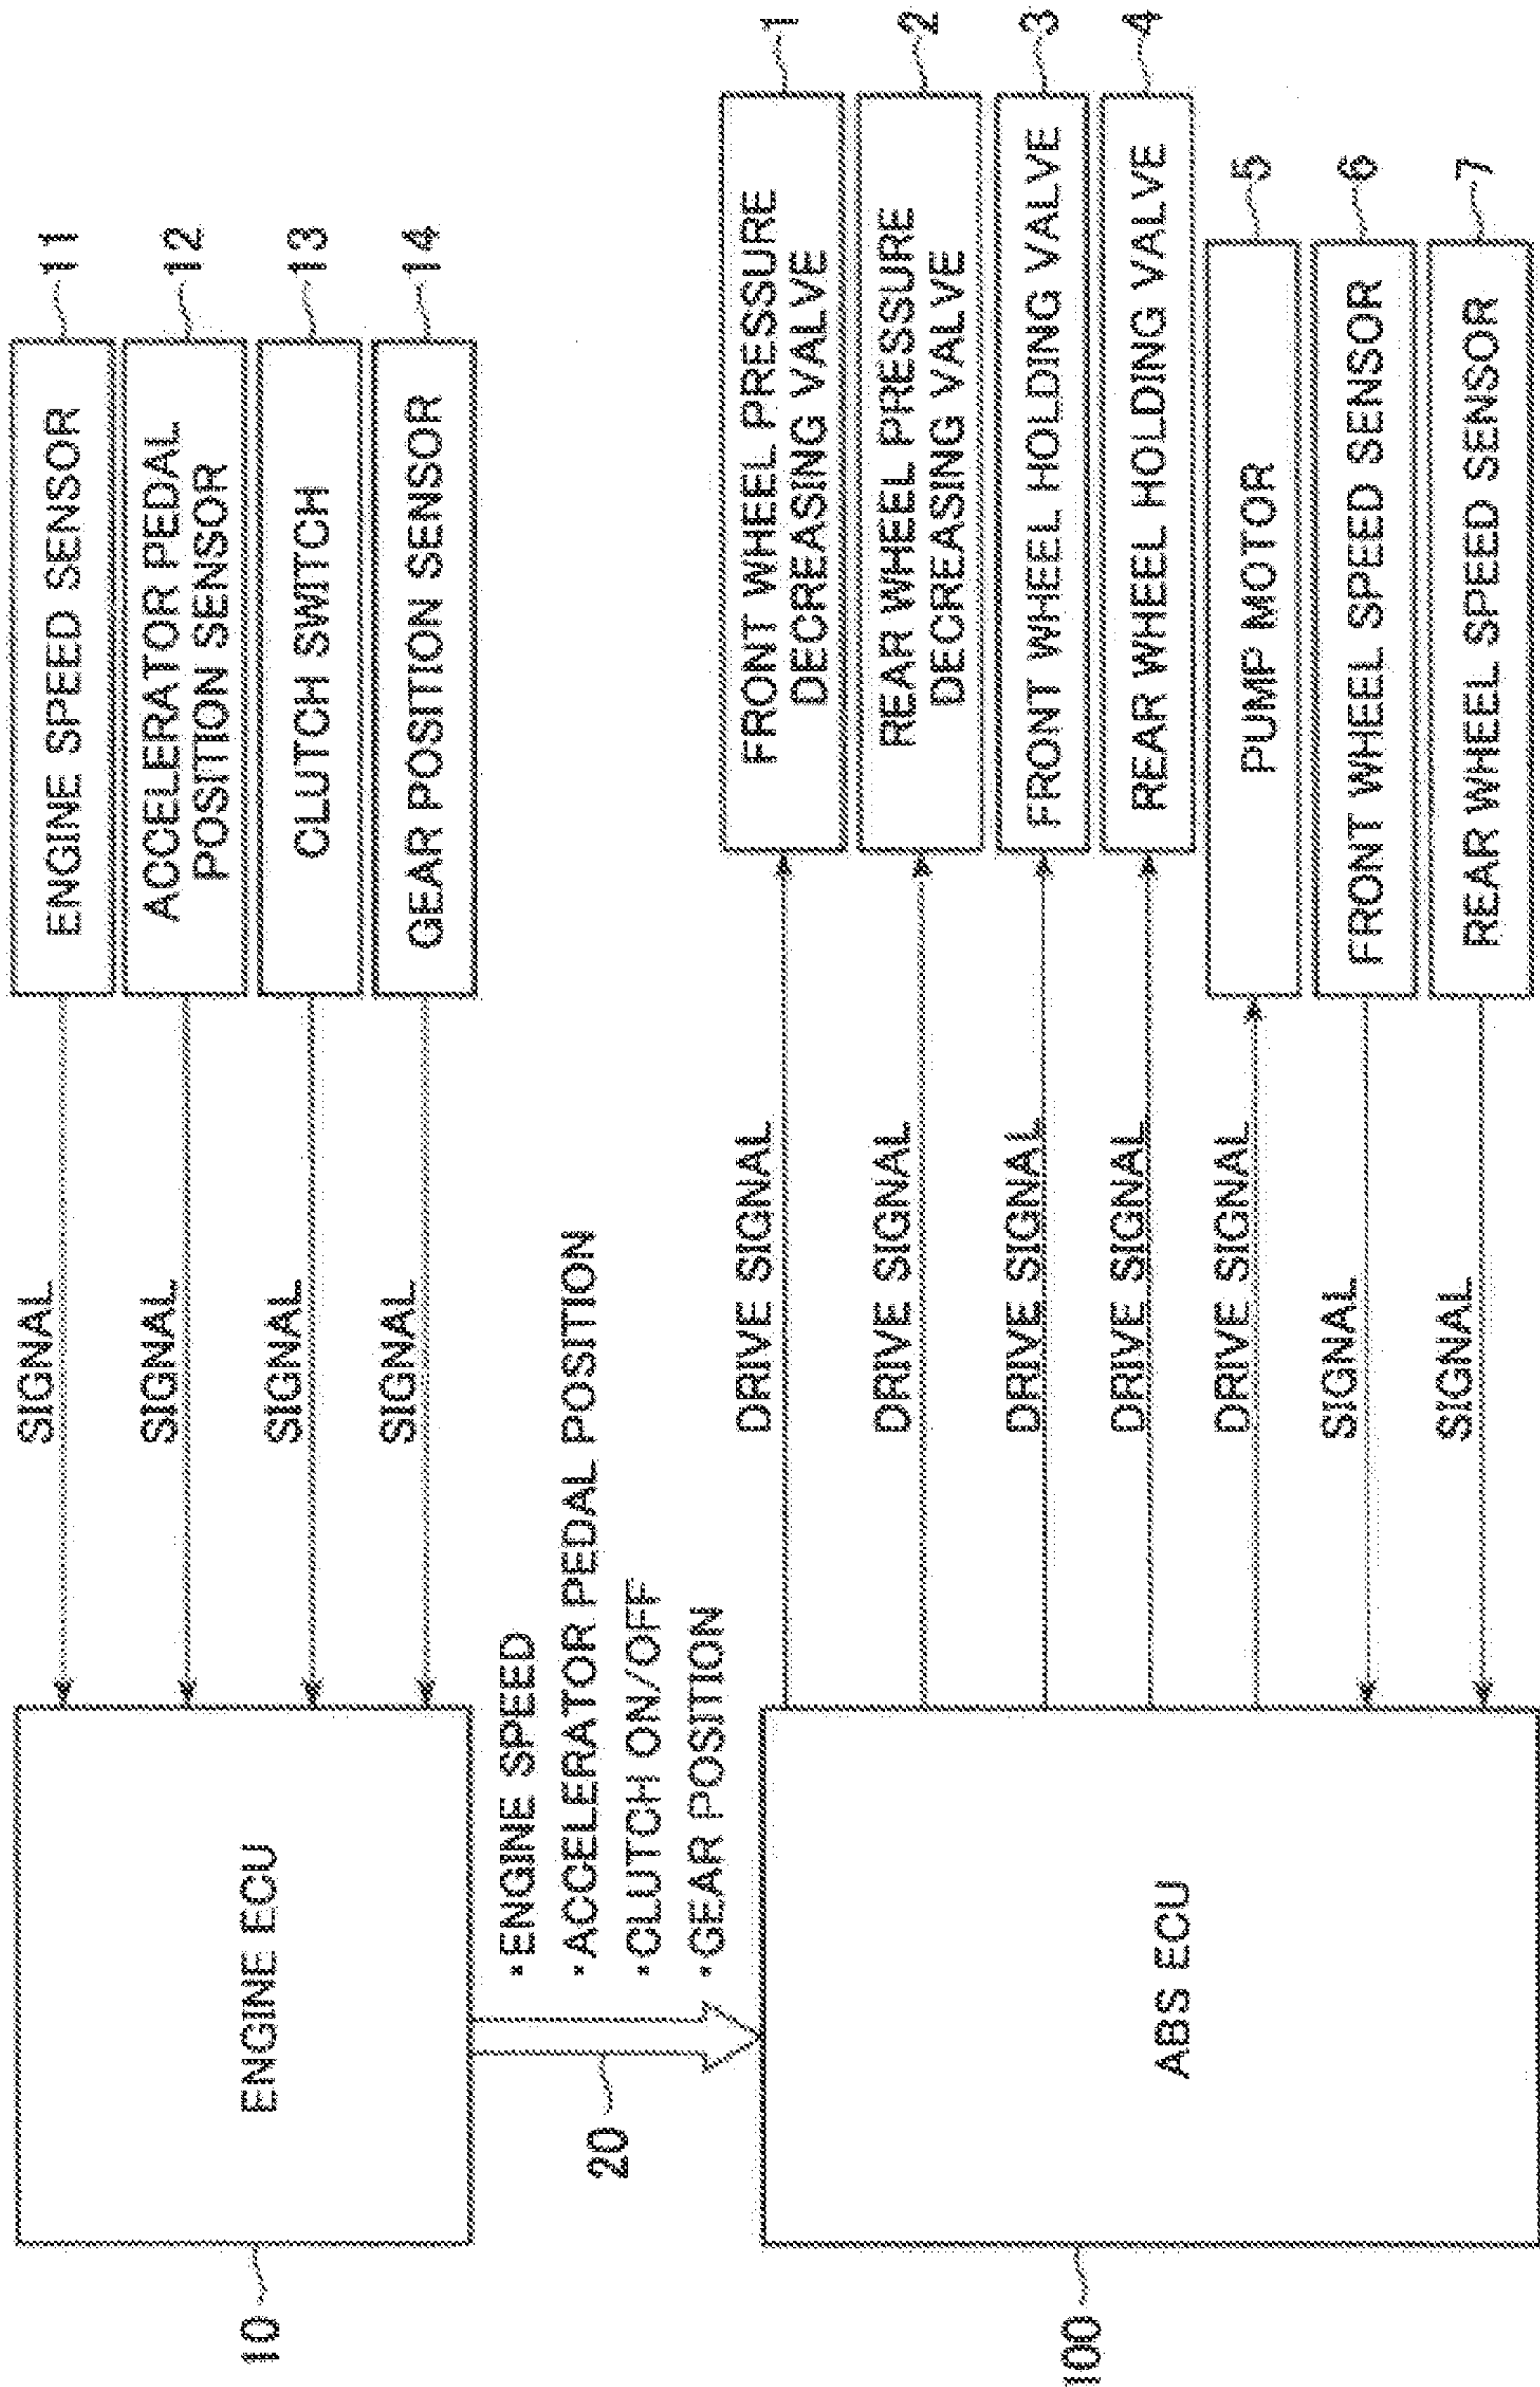 10
ENGINE ECU
SIGNAL
ENGINE SPEED SENSOR
11
SIGNAL
ACCELERATOR PEDAL
POSITION SENSOR
12
SIGNAL
CLUTCH SWITCH
13
SIGNAL
GEAR POSITION SENSOR
14
20
・ENGINE SPEED
・ACCELERATOR PEDAL POSITION
・CLUTCH ON/OFF
・GEAR POSITION
100
ABS ECU
DRIVE SIGNAL
FRONT WHEEL PRESSURE
DECREASING VALVE
1
DRIVE SIGNAL
REAR WHEEL PRESSURE
DECREASING VALVE
2
DRIVE SIGNAL
FRONT WHEEL HOLDING VALVE
3
DRIVE SIGNAL
REAR WHEEL HOLDING VALVE
4
DRIVE SIGNAL
PUMP MOTOR
5
SIGNAL
FRONT WHEEL SPEED SENSOR
6
SIGNAL
REAR WHEEL SPEED SENSOR
7